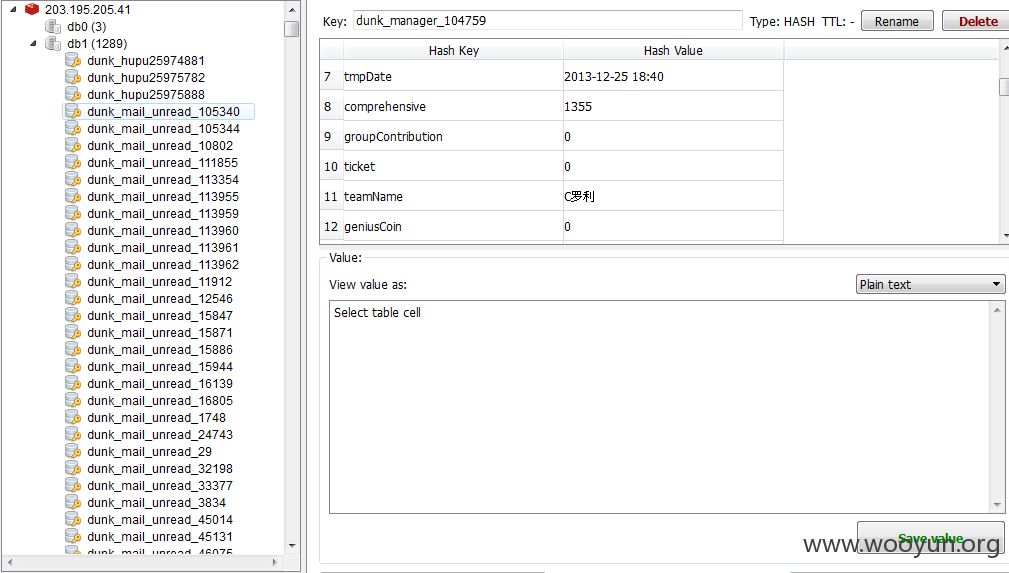 203.195.205.41
db0 (3)
db1 (1289)
dunk_hupu25974881
dunk_hupu25975782
dunk_hupu25975888
dunk_mail_unread_105340
dunk_mail_unread_105344
dunk_mail_unread_10802
dunk_mail_unread_111855
dunk_mail_unread_113354
dunk_mail_unread_113955
dunk_mail_unread_113959
dunk_mail_unread_113960
dunk_mail_unread_113961
dunk_mail_unread_113962
dunk_mail_unread_11912
dunk_mail_unread_12546
dunk_mail_unread_15847
dunk_mail_unread_15871
dunk_mail_unread_15886
dunk_mail_unread_15944
dunk_mail_unread_16139
dunk_mail_unread_16805
dunk_mail_unread_1748
dunk_mail_unread_24743
dunk_mail_unread_29
dunk_mail_unread_32198
dunk_mail_unread_33377
dunk_mail_unread_3834
dunk_mail_unread_45014
dunk_mail_unread_45131
dunk_mail_unread_46075
Key: dunk_manager_104759 Type: HASH TTL: - Rename Delete
Hash Key Hash Value
7 tmpDate 2013-12-25 18:40
8 comprehensive 1355
9 groupContribution 0
10 ticket 0
11 teamName C罗利
12 geniusCoin 0
Value:
View value as: Plain text
Select table cell
Save value
www.wooyun.org